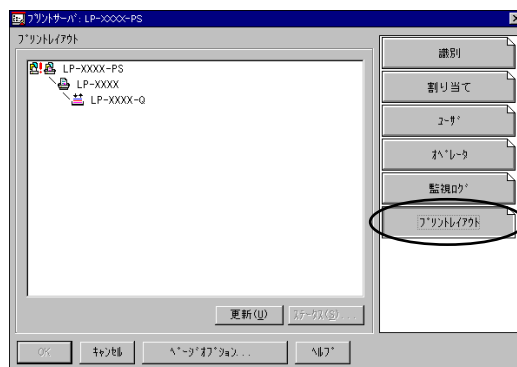 ﾌﾟﾘﾝﾄｻｰﾊﾞ: LP-XXXX-PS
ﾌﾟﾘﾝﾄﾚｲｱｳﾄ
LP-XXXX-PS
LP-XXXX
LP-XXXX-Q
更新(U)
ｽﾃｰﾀｽ(S)...
識別
割り当て
ﾕｰｻﾞ
ｵﾍﾟﾚｰﾀ
監視ﾛｸﾞ
ﾌﾟﾘﾝﾄﾚｲｱｳﾄ
OK
ｷｬﾝｾﾙ
ﾍﾟｰｼﾞｵﾌﾟｼｮﾝ...
ﾍﾙﾌﾟ